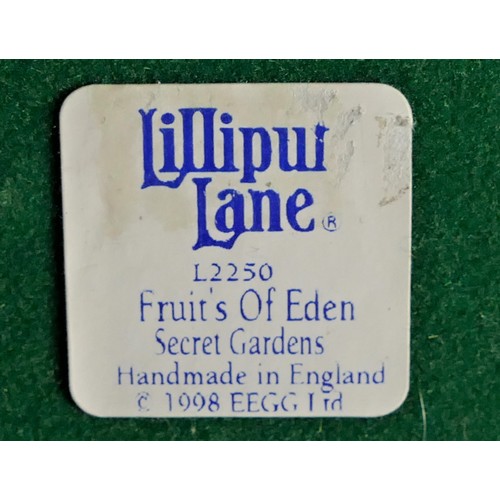 Lilliput
Lane ®
L2250
Fruit's Of Eden
Secret Gardens
Handmade in England
© 1998 EEGG Ltd